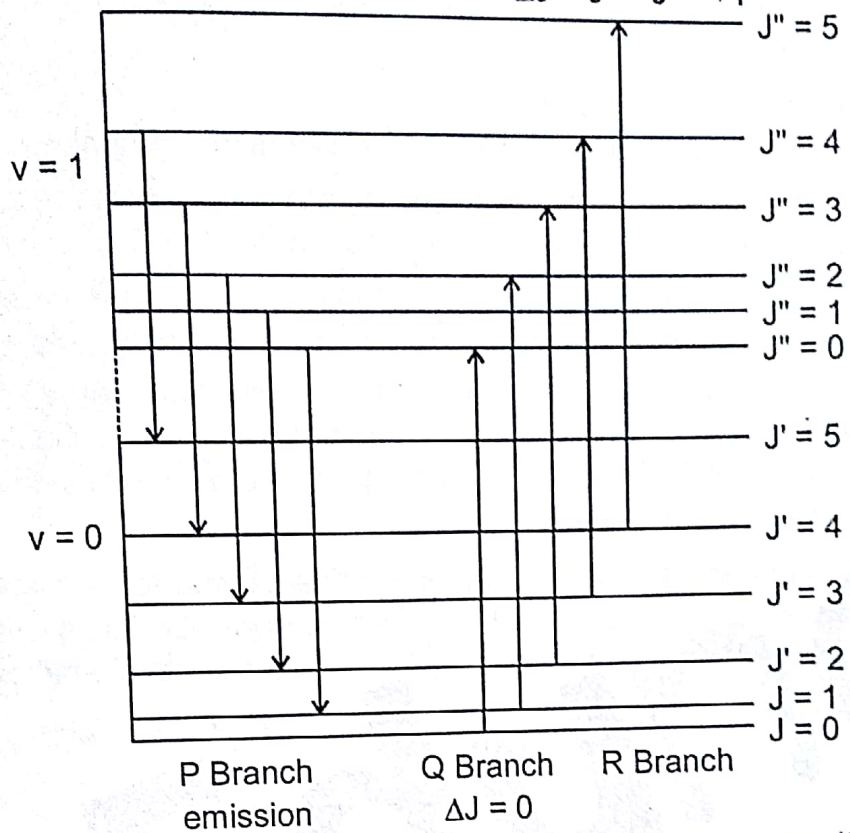 J" = 5
J" = 4
v = 1
J" = 3
J" = 2
J" = 1
J" = 0
J' = 5
v = 0
J' = 4
J' = 3
J' = 2
J = 1
J = 0
P Branch Q Branch R Branch
emission ΔJ = 0